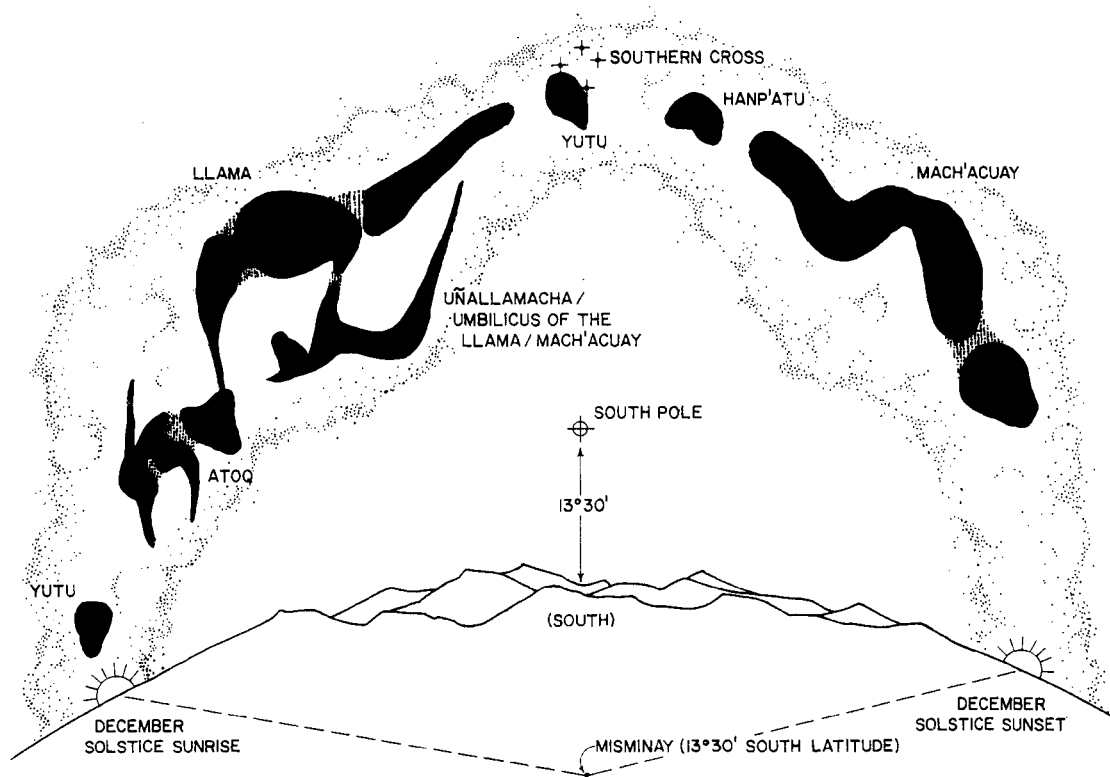 SOUTHERN CROSS
HANP'ATU
YUTU
LLAMA
MACH'ACUAY
UÑALLAMACHA/
UMBILICUS OF THE
LLAMA/MACH'ACUAY
SOUTH POLE
ATOQ
13°30'
YUTU
(SOUTH)
DECEMBER
SOLSTICE SUNRISE
DECEMBER
SOLSTICE SUNSET
MISMINAY (13°30' SOUTH LATITUDE)